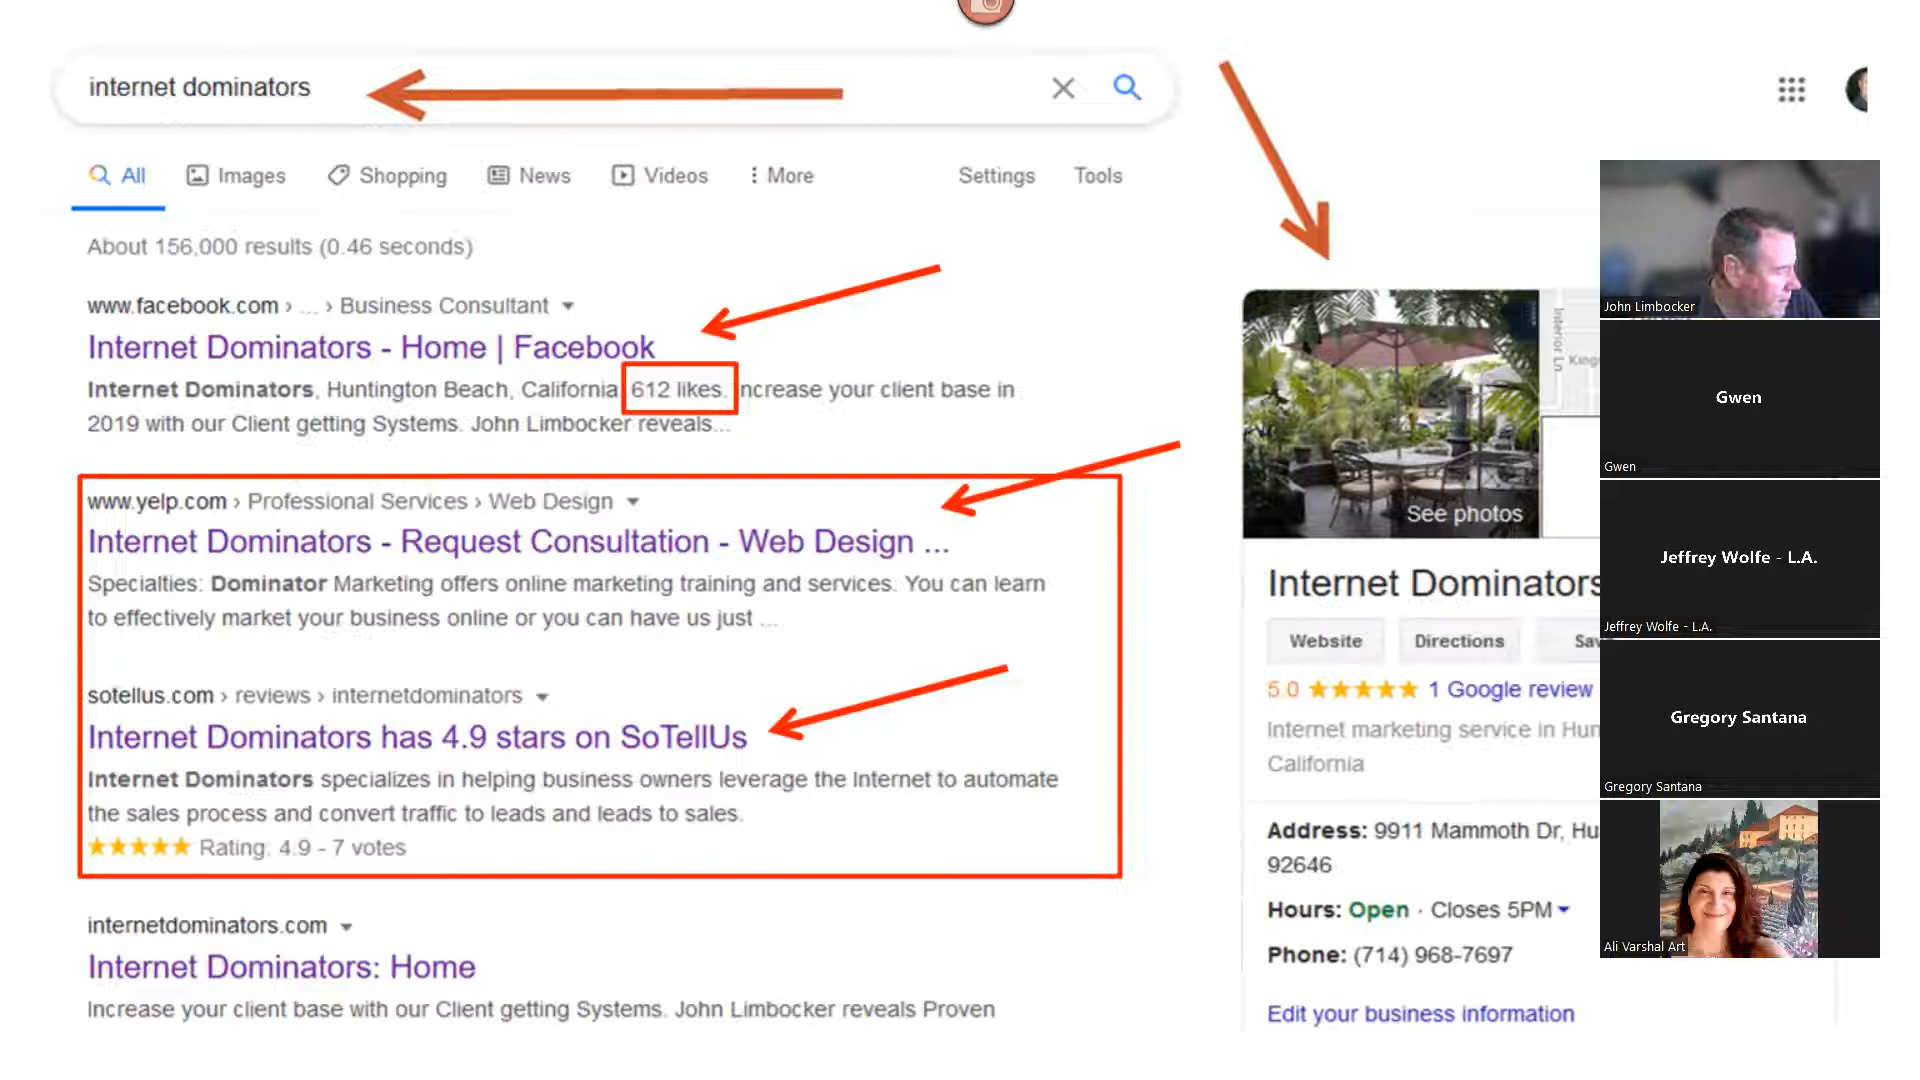 internet dominators
All Images Shopping News Videos More Settings Tools
About 156,000 results (0.46 seconds)
www.facebook.com › ... › Business Consultant
Internet Dominators - Home | Facebook
Internet Dominators, Huntington Beach, California. 612 likes. Increase your client base in
2019 with our Client getting Systems. John Limbocker reveals...
www.yelp.com › Professional Services › Web Design
Internet Dominators - Request Consultation - Web Design ...
Specialties: Dominator Marketing offers online marketing training and services. You can learn
to effectively market your business online or you can have us just ...
sotellus.com › reviews › internetdominators
Internet Dominators has 4.9 stars on SoTellUs
Internet Dominators specializes in helping business owners leverage the Internet to automate
the sales process and convert traffic to leads and leads to sales.
Rating: 4.9 - 7 votes
internetdominators.com
Internet Dominators: Home
Increase your client base with our Client getting Systems. John Limbocker reveals Proven
Interior Ln
King
See photos
Internet Dominators
Website Directions Sav
5.0 1 Google review
Internet marketing service in Hun
California
Address: 9911 Mammoth Dr, Hu
92646
Hours: Open · Closes 5PM
Phone: (714) 968-7697
Edit your business information
John Limbocker
Gwen
Gwen
Jeffrey Wolfe - L.A.
Jeffrey Wolfe - L.A.
Gregory Santana
Gregory Santana
Ali Varshal Art